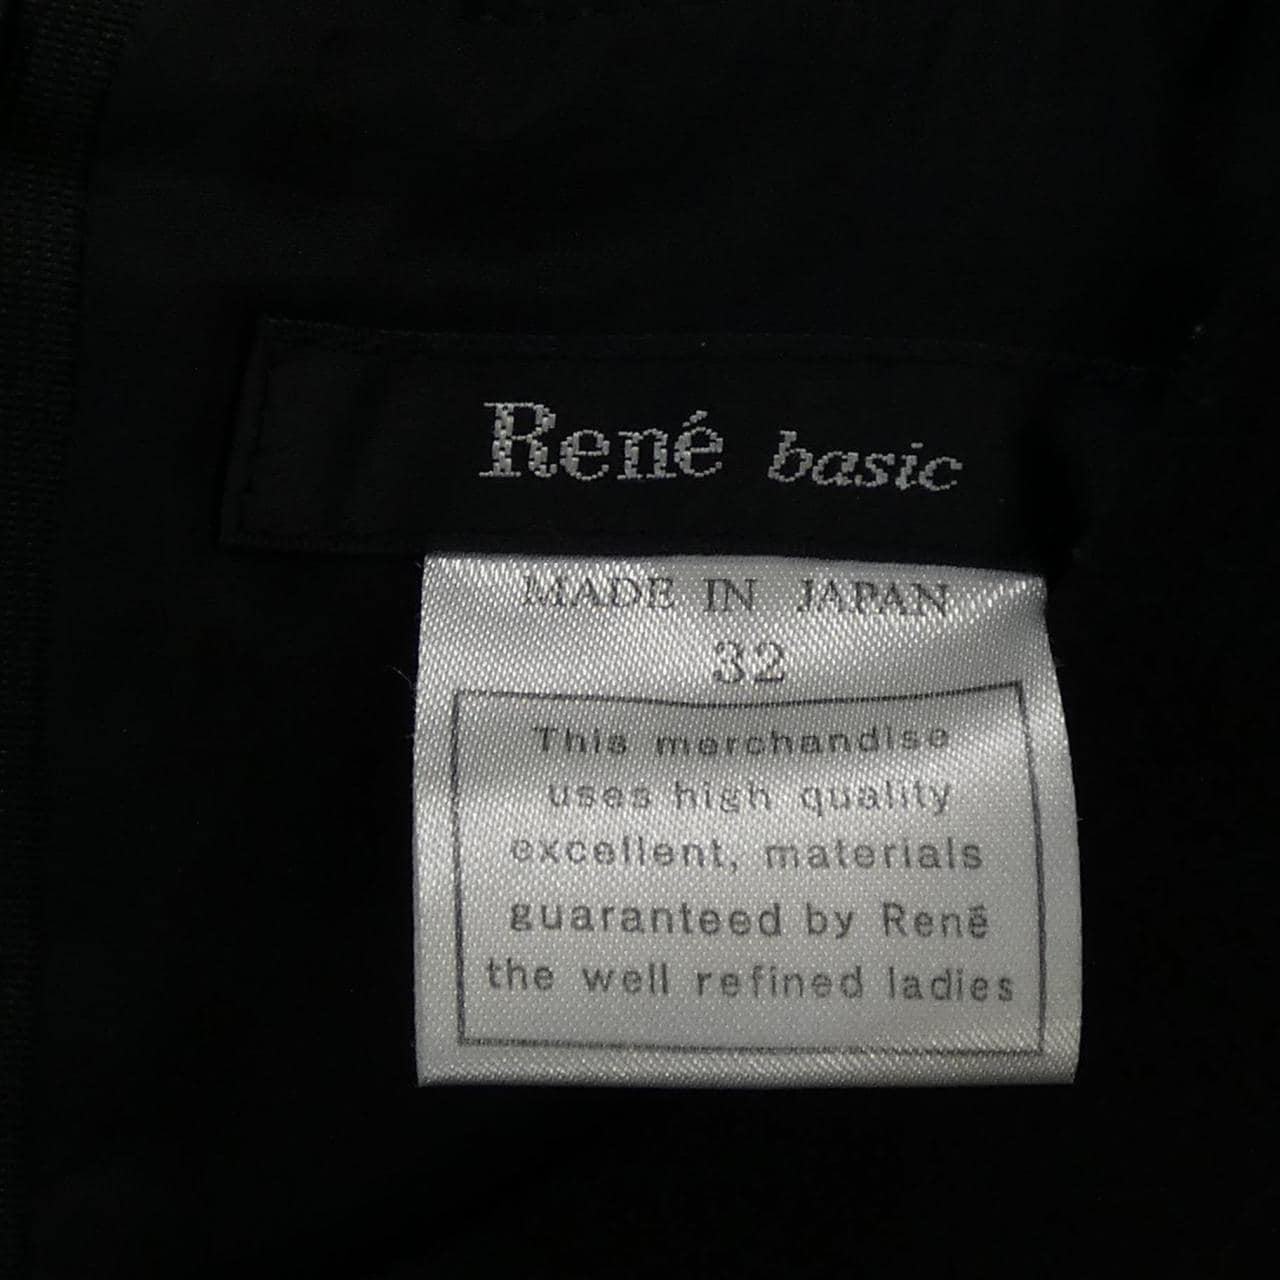 René basic
MADE IN JAPAN
32
This merchandise
uses high quality
excellent, materials
guaranteed by René
the well refined ladies